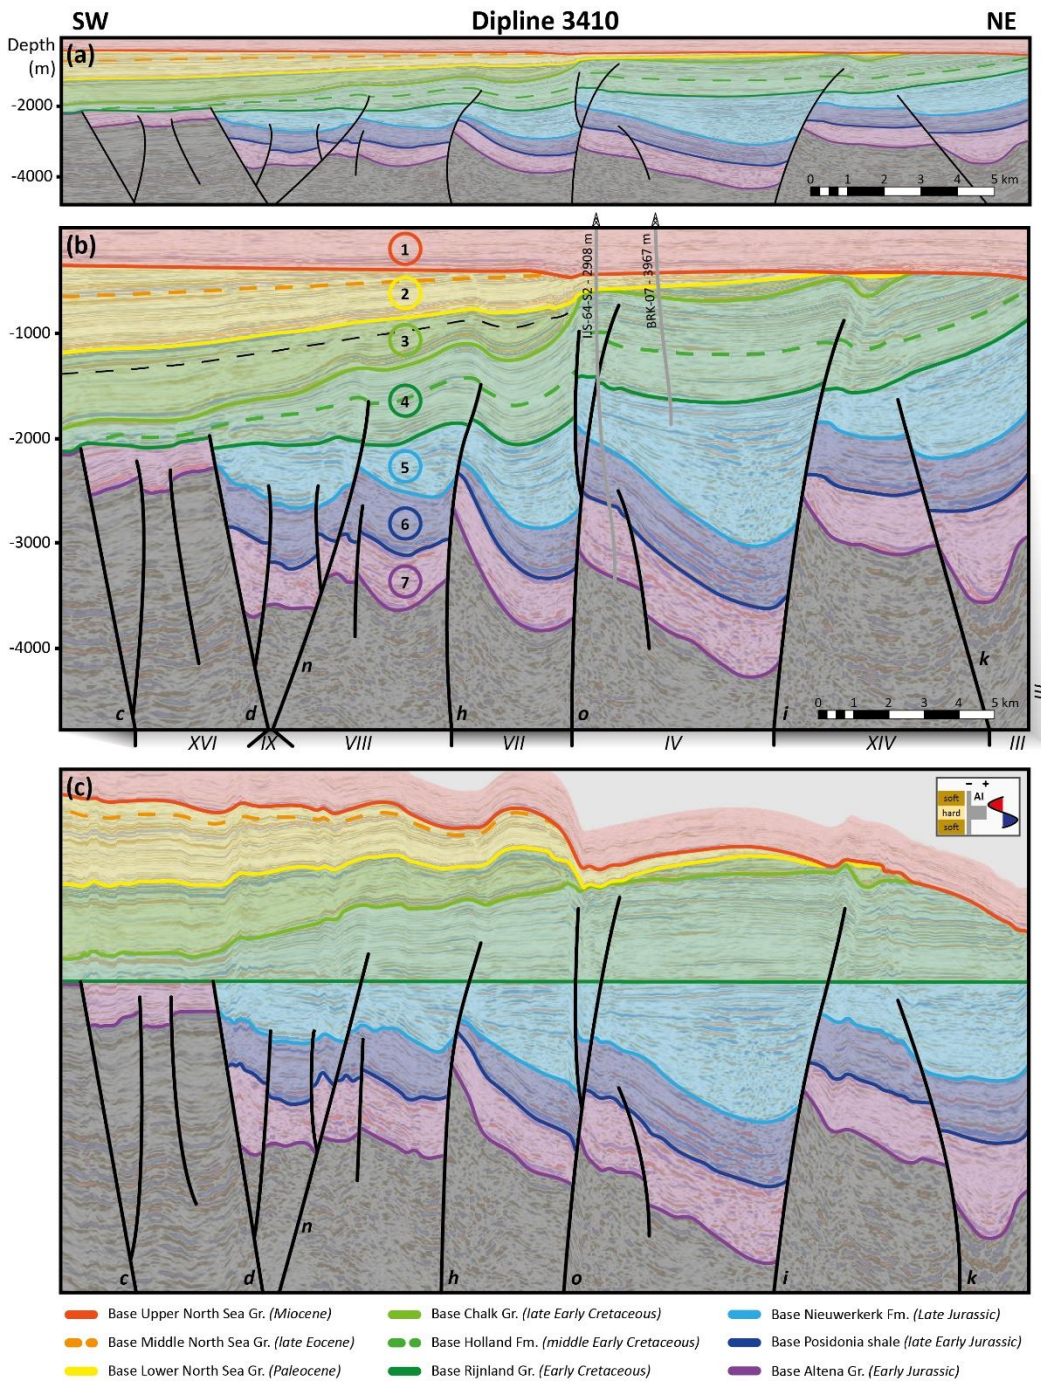 SW Dipline 3410 NE
Depth
(m)
(a)
-2000
-4000
0 1 2 3 4 5 km
(b)
1
2
3
4
5
6
7
IJS-64-S2 - 2908 m
BRK-07 - 3967 m
-1000
-2000
-3000
-4000
n
k
c d h o i
0 1 2 3 4 5 km
XVI IX VIII VII IV XIV III
(c)
- +
soft AI
hard
soft
n
c d h o i k
Base Upper North Sea Gr. (Miocene)
Base Middle North Sea Gr. (late Eocene)
Base Lower North Sea Gr. (Paleocene)
Base Chalk Gr. (late Early Cretaceous)
Base Holland Fm. (middle Early Cretaceous)
Base Rijnland Gr. (Early Cretaceous)
Base Nieuwerkerk Fm. (Late Jurassic)
Base Posidonia shale (late Early Jurassic)
Base Altena Gr. (Early Jurassic)